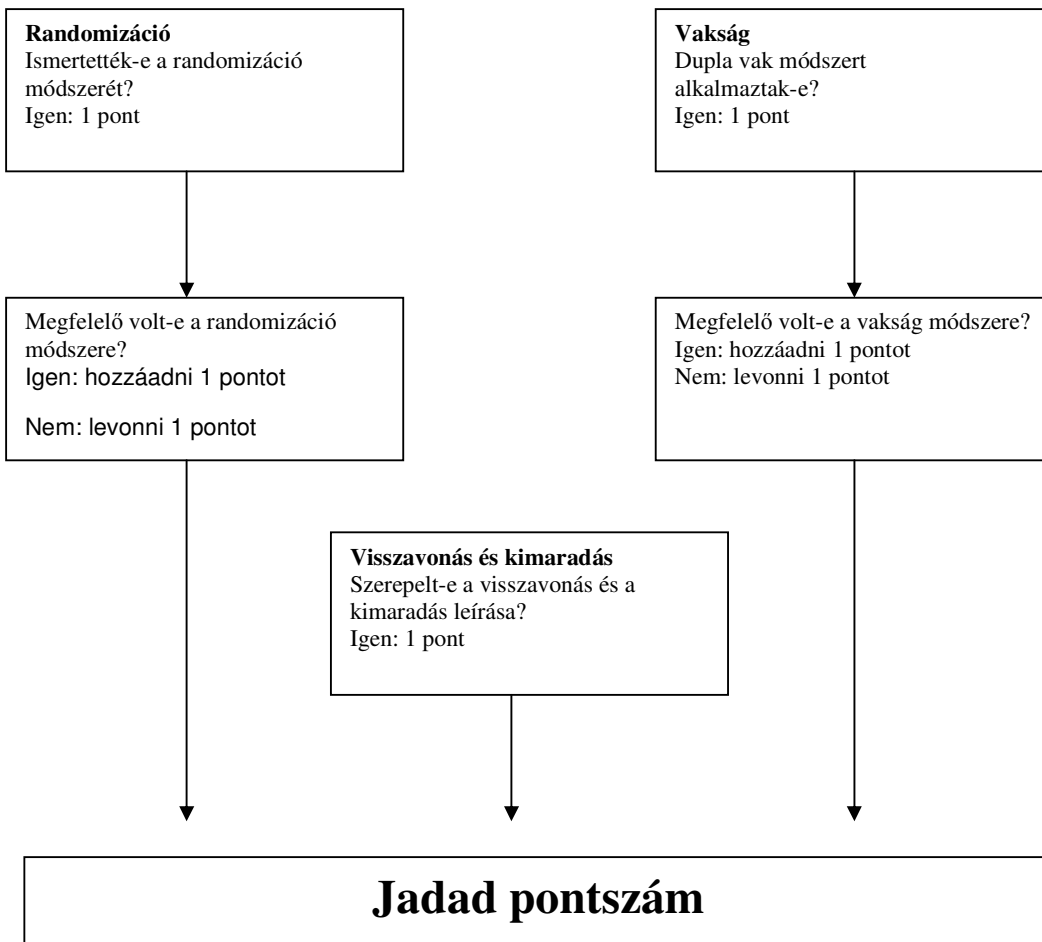 Randomizáció
Ismertették-e a randomizáció
módszerét?
Igen: 1 pont
Vakság
Dupla vak módszert
alkalmaztak-e?
Igen: 1 pont
Megfelelő volt-e a randomizáció
módszere?
Igen: hozzáadni 1 pontot
Nem: levonni 1 pontot
Megfelelő volt-e a vakság módszere?
Igen: hozzáadni 1 pontot
Nem: levonni 1 pontot
Visszavonás és kimaradás
Szerepelt-e a visszavonás és a
kimaradás leírása?
Igen: 1 pont
Jadad pontszám